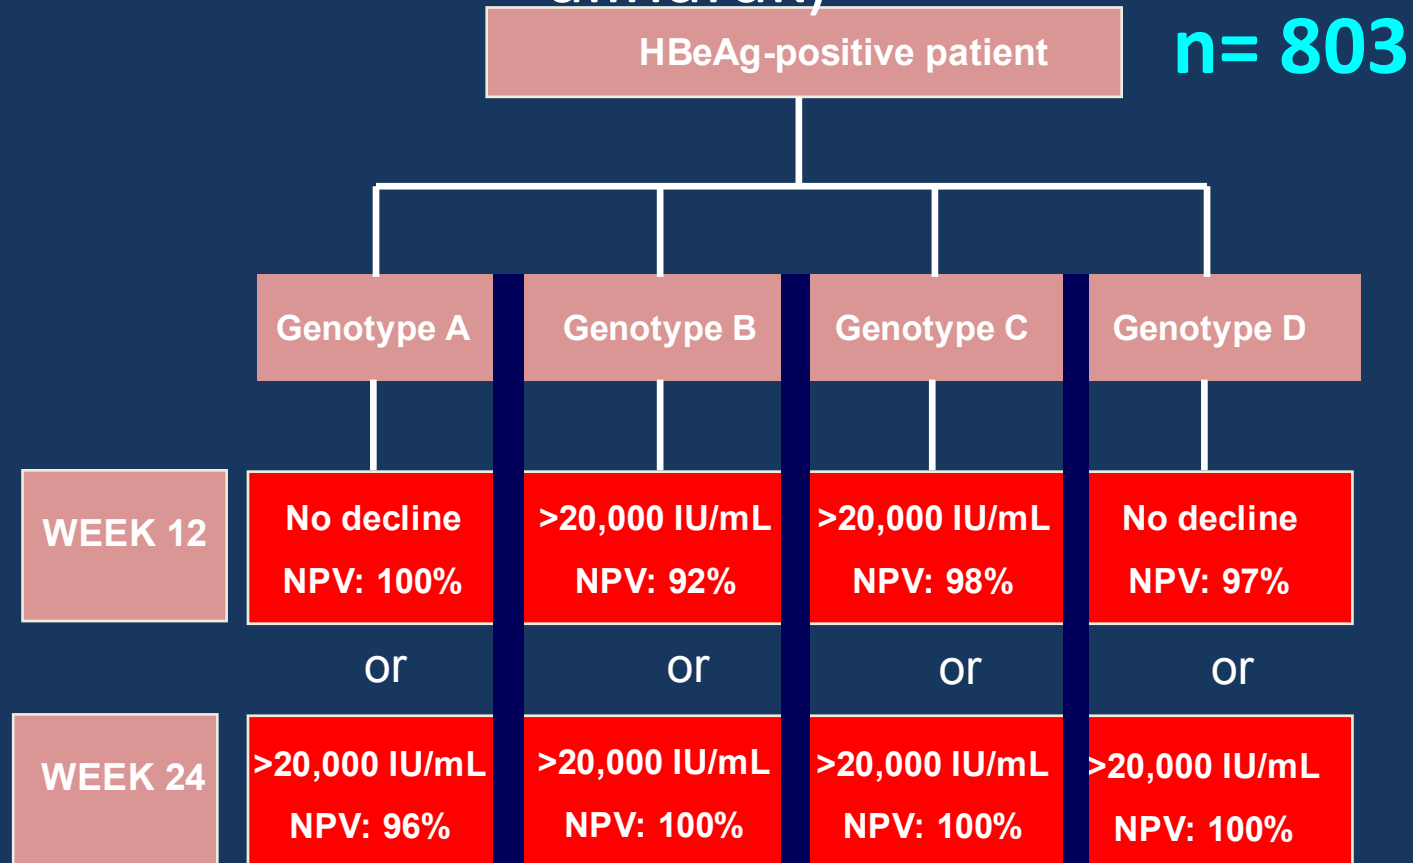 HBeAg-positive patient
n= 803
Genotype A
Genotype B
Genotype C
Genotype D
WEEK 12
No decline
NPV: 100%
>20,000 IU/mL
NPV: 92%
>20,000 IU/mL
NPV: 98%
No decline
NPV: 97%
or
or
or
or
WEEK 24
>20,000 IU/mL
NPV: 96%
>20,000 IU/mL
NPV: 100%
>20,000 IU/mL
NPV: 100%
>20,000 IU/mL
NPV: 100%